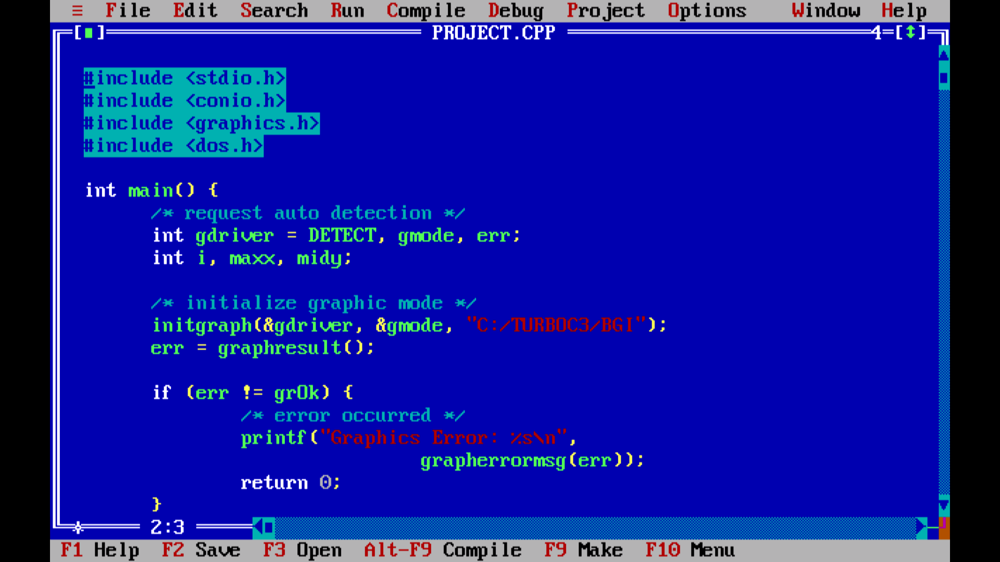 ≡ File Edit Search Run Compile Debug Project Options Window Help
[■] PROJECT.CPP 4=[↕]
#include <stdio.h>
#include <conio.h>
#include <graphics.h>
#include <dos.h>
int main() {
/* request auto detection */
int gdriver = DETECT, gmode, err;
int i, maxx, midy;
/* initialize graphic mode */
initgraph(&gdriver, &gmode, "C:/TURBOC3/BGI");
err = graphresult();
if (err != grOk) {
/* error occurred */
printf("Graphics Error: %s\n",
grapherrormsg(err));
return 0;
}
2:3
F1 Help F2 Save F3 Open Alt-F9 Compile F9 Make F10 Menu